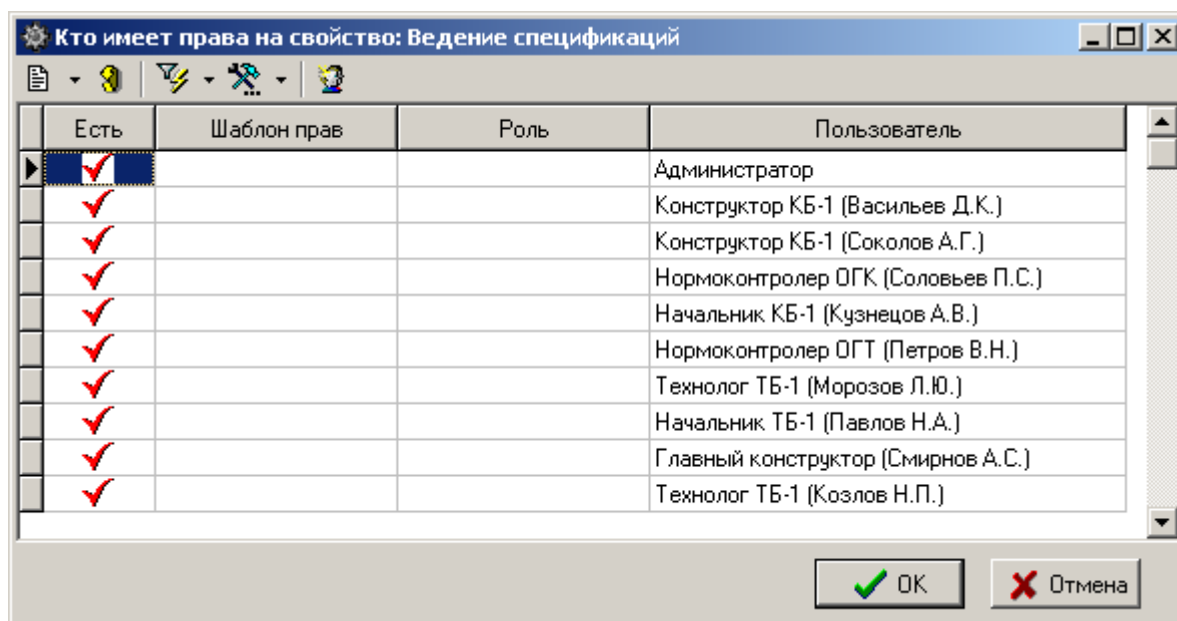 Кто имеет права на свойство: Ведение спецификаций
Есть Шаблон прав Роль Пользователь
Администратор
Конструктор КБ-1 (Васильев Д.К.)
Конструктор КБ-1 (Соколов А.Г.)
Нормоконтролер ОГК (Соловьев П.С.)
Начальник КБ-1 (Кузнецов А.В.)
Нормоконтролер ОГТ (Петров В.Н.)
Технолог ТБ-1 (Морозов Л.Ю.)
Начальник ТБ-1 (Павлов Н.А.)
Главный конструктор (Смирнов А.С.)
Технолог ТБ-1 (Козлов Н.П.)
OK Отмена